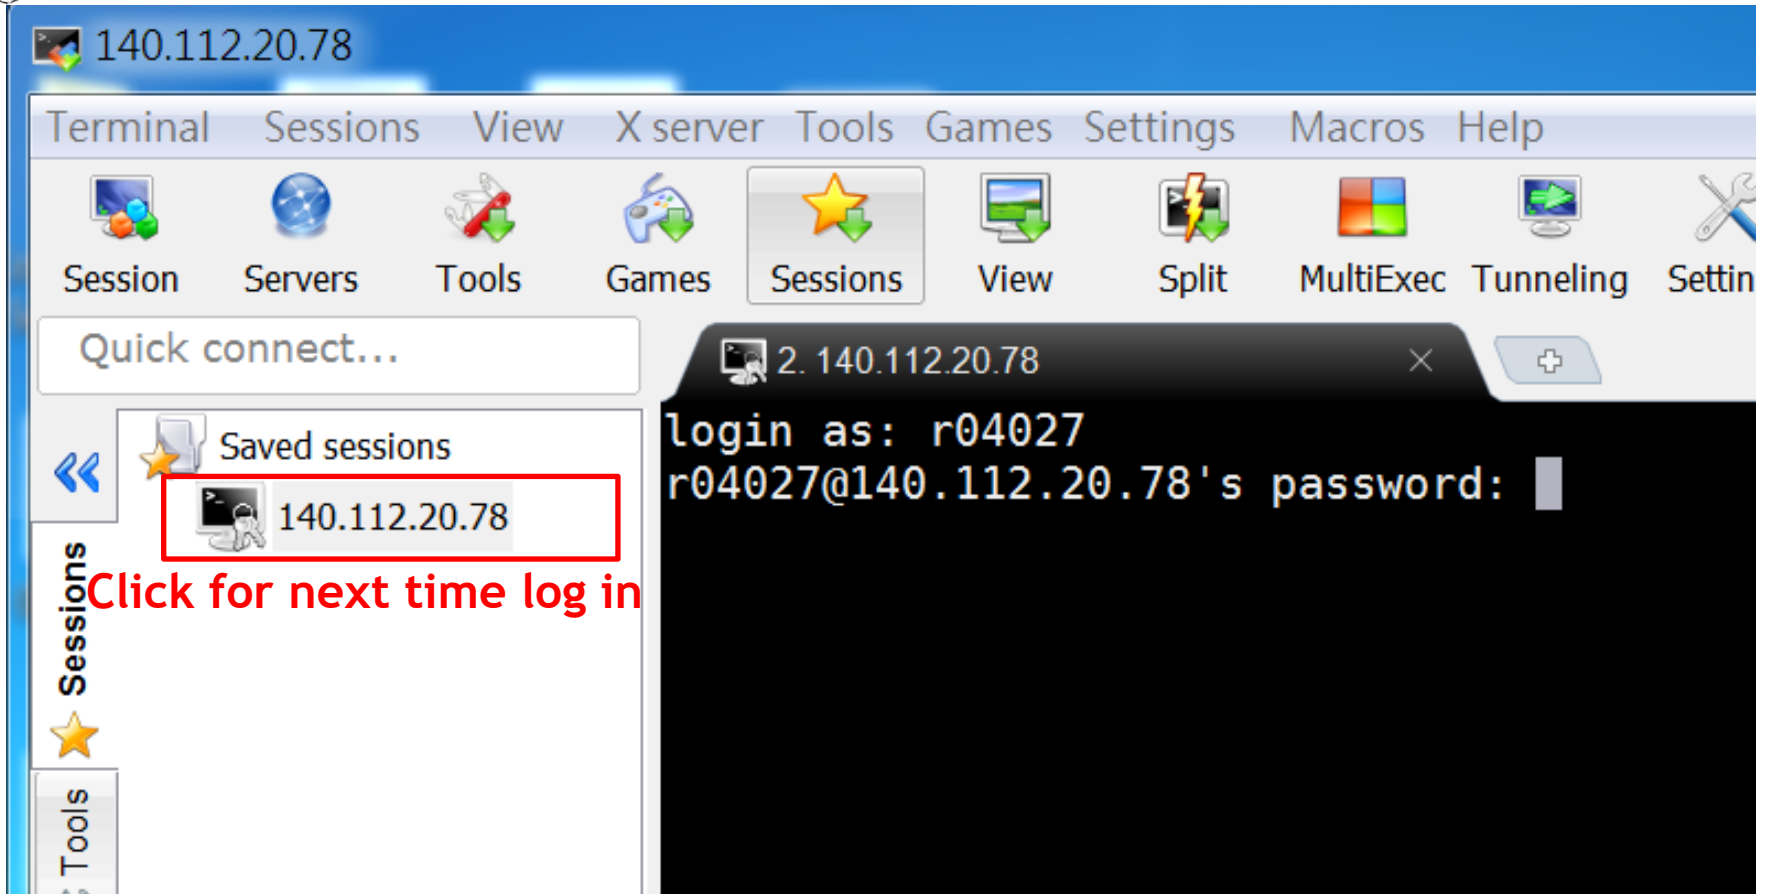 140.112.20.78
Terminal Sessions View X server Tools Games Settings Macros Help
Session Servers Tools Games Sessions View Split MultiExec Tunneling Settin
Quick connect...
2. 140.112.20.78
Saved sessions
140.112.20.78
Click for next time log in
Sessions
Tools
login as: r04027
r04027@140.112.20.78's password: